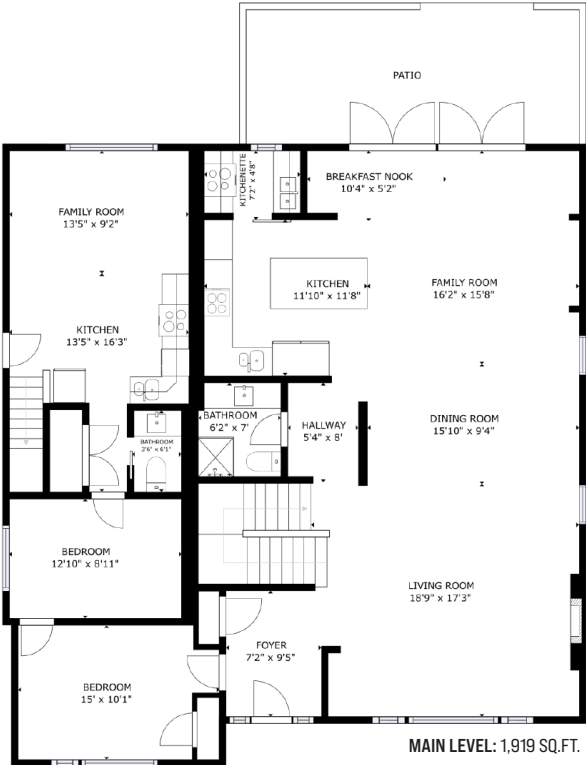 PATIO
KITCHENETTE
7'2" x 4'8"
BREAKFAST NOOK
10'4" x 5'2"
FAMILY ROOM
13'5" x 9'2"
KITCHEN
11'10" x 11'8"
FAMILY ROOM
16'2" x 15'8"
KITCHEN
13'5" x 16'3"
BATHROOM
6'2" x 7'
HALLWAY
5'4" x 8'
DINING ROOM
15'10" x 9'4"
BATHROOM
3'6" x 6'1"
BEDROOM
12'10" x 8'11"
LIVING ROOM
18'9" x 17'3"
FOYER
7'2" x 9'5"
BEDROOM
15' x 10'1"
MAIN LEVEL: 1,919 SQ.FT.